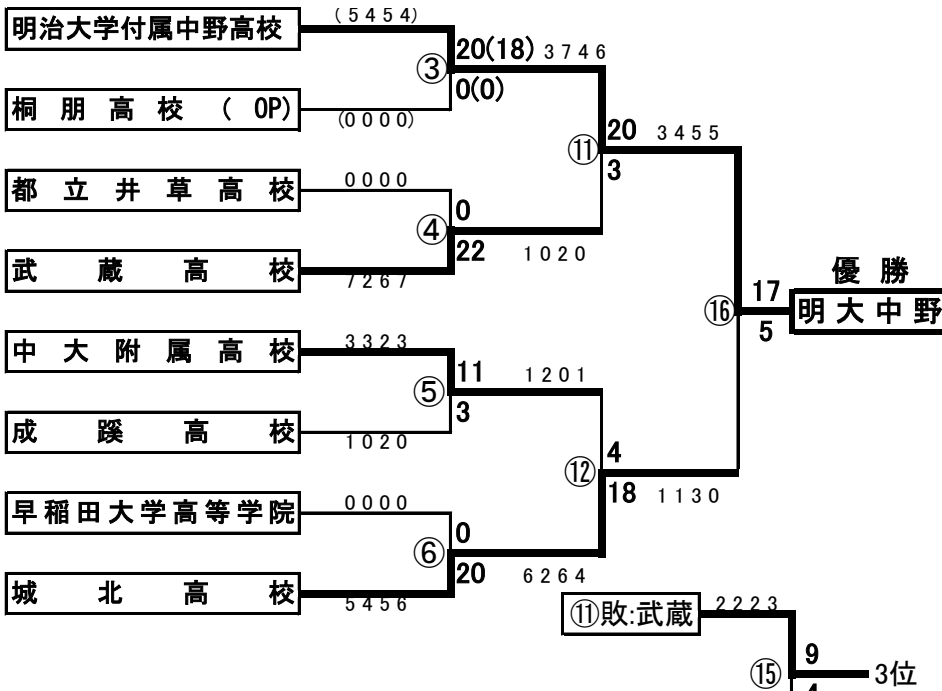 明治大学付属中野高校
(5454)
20(18) 3746
③
0(0)
桐朋高校(OP)
(0000)
20 3455
⑪
3
都立井草高校
0000
0
④
22 1020
武蔵高校
7267
優勝
17
⑯ 明大中野
5
中大附属高校
3323
11 1201
⑤
3
成蹊高校
1020
4
⑫
18 1130
早稲田大学高等学院
0000
0
⑥
20 6264
城北高校
5456
⑪敗:武蔵 2223
9
⑮ 3位